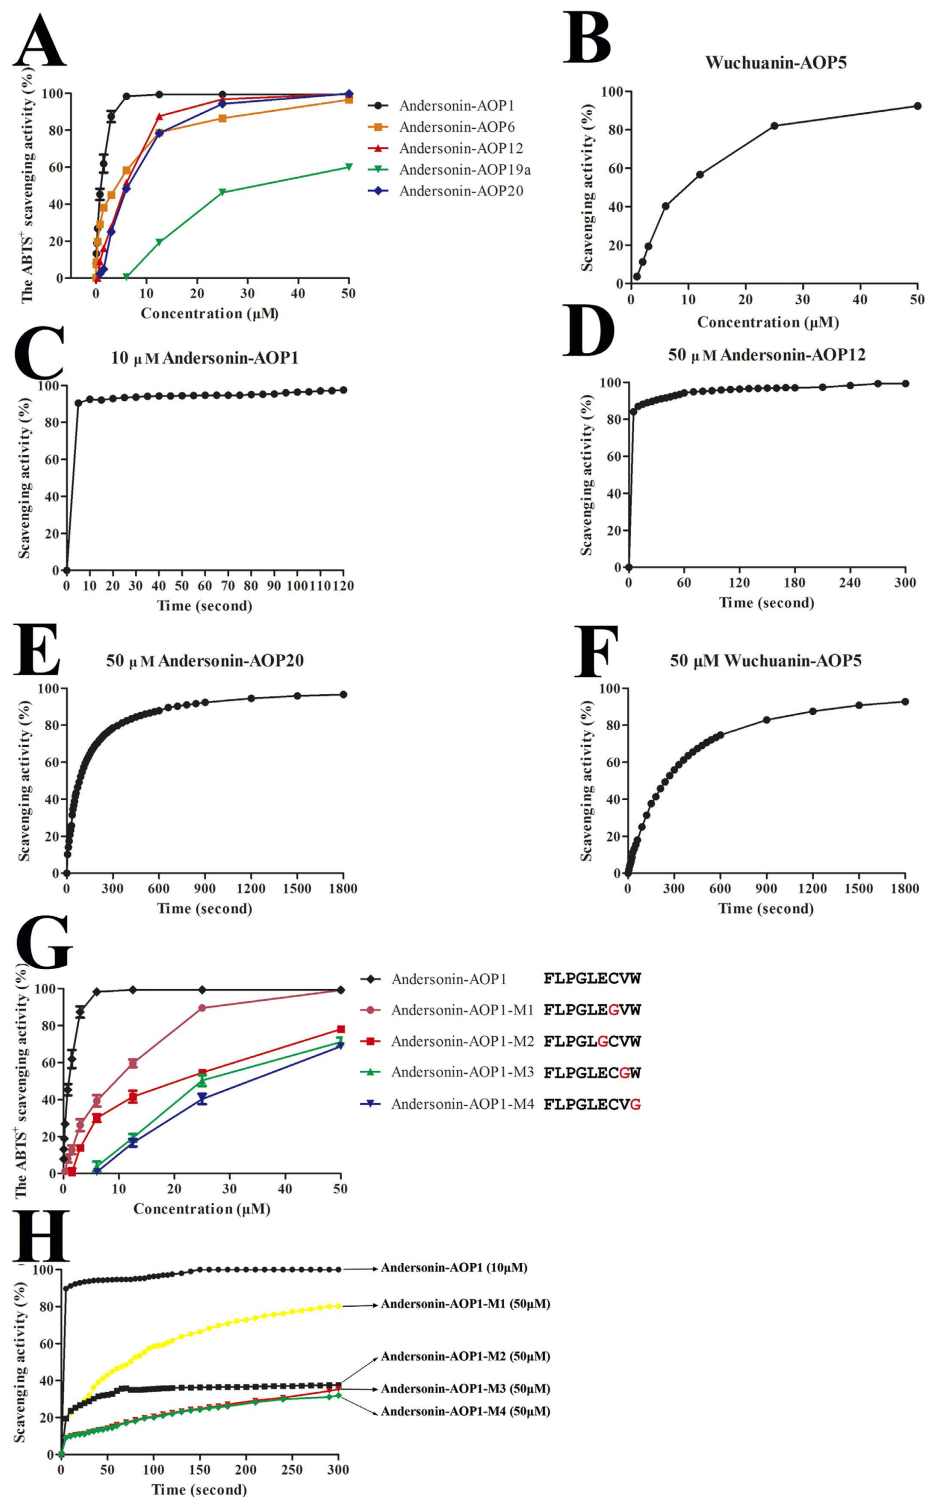 A
The ABTS+ scavenging activity (%)
100
80
60
40
20
0
0 10 20 30 40 50
Concentration (μM)
Andersonin-AOP1
Andersonin-AOP6
Andersonin-AOP12
Andersonin-AOP19a
Andersonin-AOP20
B
Wuchuanin-AOP5
Scavenging activity (%)
100
80
60
40
20
0
0 10 20 30 40 50
Concentration (μM)
C
10 μ M Andersonin-AOP1
Scavenging activity (%)
100
80
60
40
20
0
0 10 20 30 40 50 60 70 80 90 100 110 120
Time (second)
D
50 μM Andersonin-AOP12
Scavenging activity (%)
100
80
60
40
20
0
0 60 120 180 240 300
Time (second)
E
50 μ M Andersonin-AOP20
Scavenging activity (%)
100
80
60
40
20
0
0 300 600 900 1200 1500 1800
Time (second)
F
50 μM Wuchuanin-AOP5
Scavenging activity (%)
100
80
60
40
20
0
0 300 600 900 1200 1500 1800
Time (second)
G
The ABTS+ scavenging activity (%)
100
80
60
40
20
0
0 10 20 30 40 50
Concentration (μM)
Andersonin-AOP1 FLPGLECVW
Andersonin-AOP1-M1 FLPGLEGVW
Andersonin-AOP1-M2 FLPGLGCVW
Andersonin-AOP1-M3 FLPGLECGW
Andersonin-AOP1-M4 FLPGLECVG
H
Scavenging activity (%)
100
80
60
40
20
0
0 50 100 150 200 250 300
Time (second)
Andersonin-AOP1 (10μM)
Andersonin-AOP1-M1 (50μM)
Andersonin-AOP1-M2 (50μM)
Andersonin-AOP1-M3 (50μM)
Andersonin-AOP1-M4 (50μM)